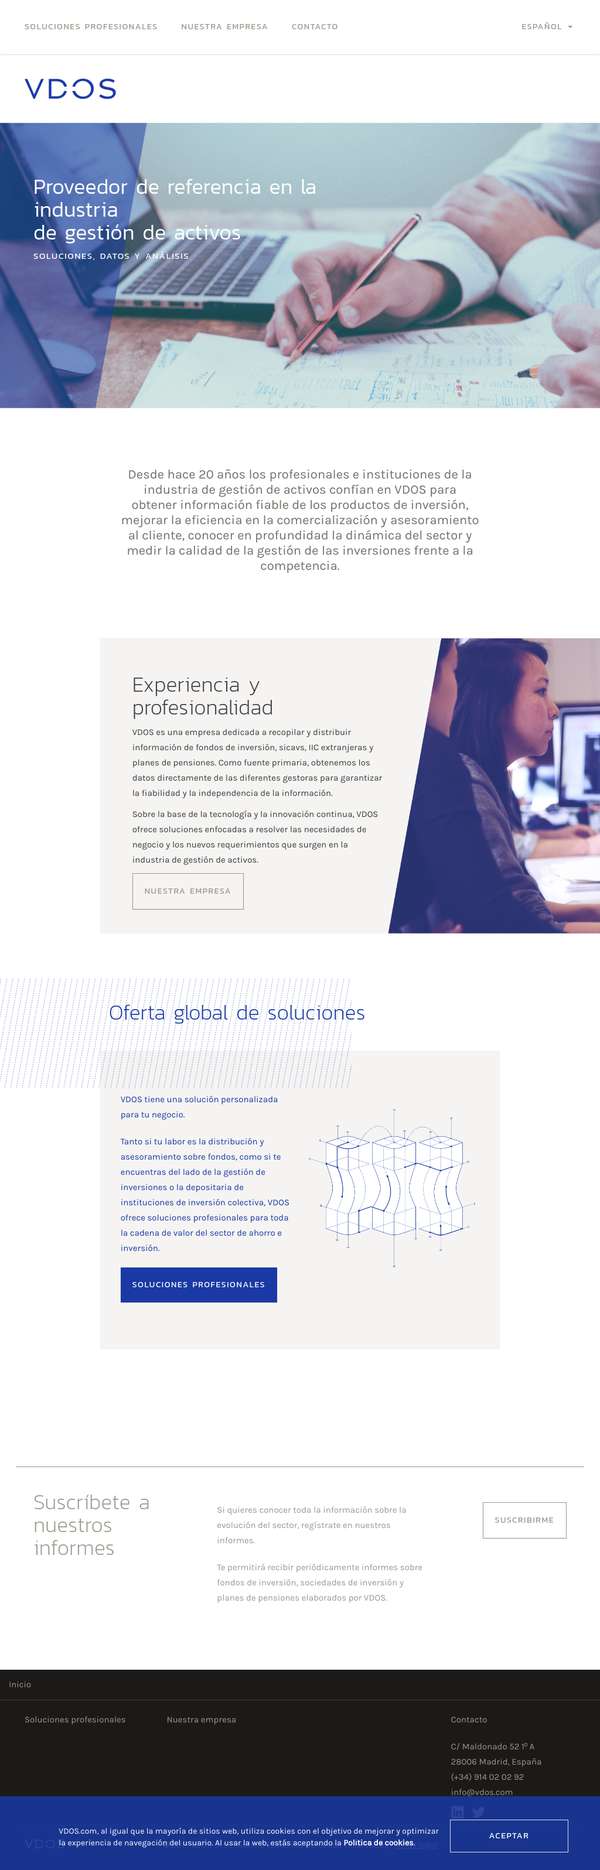 SOLUCIONES PROFESIONALES NUESTRA EMPRESA CONTACTO ESPAÑOL
VDOS
Proveedor de referencia en la
industria
de gestión de activos
SOLUCIONES, DATOS Y ANÁLISIS
Desde hace 20 años los profesionales e instituciones de la
industria de gestión de activos confían en VDOS para
obtener información fiable de los productos de inversión,
mejorar la eficiencia en la comercialización y asesoramiento
al cliente, conocer en profundidad la dinámica del sector y
medir la calidad de la gestión de las inversiones frente a la
competencia.
Experiencia y
profesionalidad
VDOS es una empresa dedicada a recopilar y distribuir
información de fondos de inversión, sicavs, IIC extranjeras y
planes de pensiones. Como fuente primaria, obtenemos los
datos directamente de las diferentes gestoras para garantizar
la fiabilidad y la independencia de la información.
Sobre la base de la tecnología y la innovación continua, VDOS
ofrece soluciones enfocadas a resolver las necesidades de
negocio y los nuevos requerimientos que surgen en la
industria de gestión de activos.
NUESTRA EMPRESA
Oferta global de soluciones
VDOS tiene una solución personalizada
para tu negocio.
Tanto si tu labor es la distribución y
asesoramiento sobre fondos, como si te
encuentras del lado de la gestión de
inversiones o la depositaria de
instituciones de inversión colectiva, VDOS
ofrece soluciones profesionales para toda
la cadena de valor del sector de ahorro e
inversión.
SOLUCIONES PROFESIONALES
Suscríbete a
nuestros
informes
Si quieres conocer toda la información sobre la
evolución del sector, regístrate en nuestros
informes.
Te permitirá recibir periódicamente informes sobre
fondos de inversión, sociedades de inversión y
planes de pensiones elaborados por VDOS.
SUSCRIBIRME
Inicio
Soluciones profesionales Nuestra empresa Contacto
C/ Maldonado 52 1º A
28006 Madrid, España
(+34) 914 02 02 92
info@vdos.com
VDOS.com, al igual que la mayoría de sitios web, utiliza cookies con el objetivo de mejorar y optimizar
la experiencia de navegación del usuario. Al usar la web, estás aceptando la Politica de cookies.
ACEPTAR